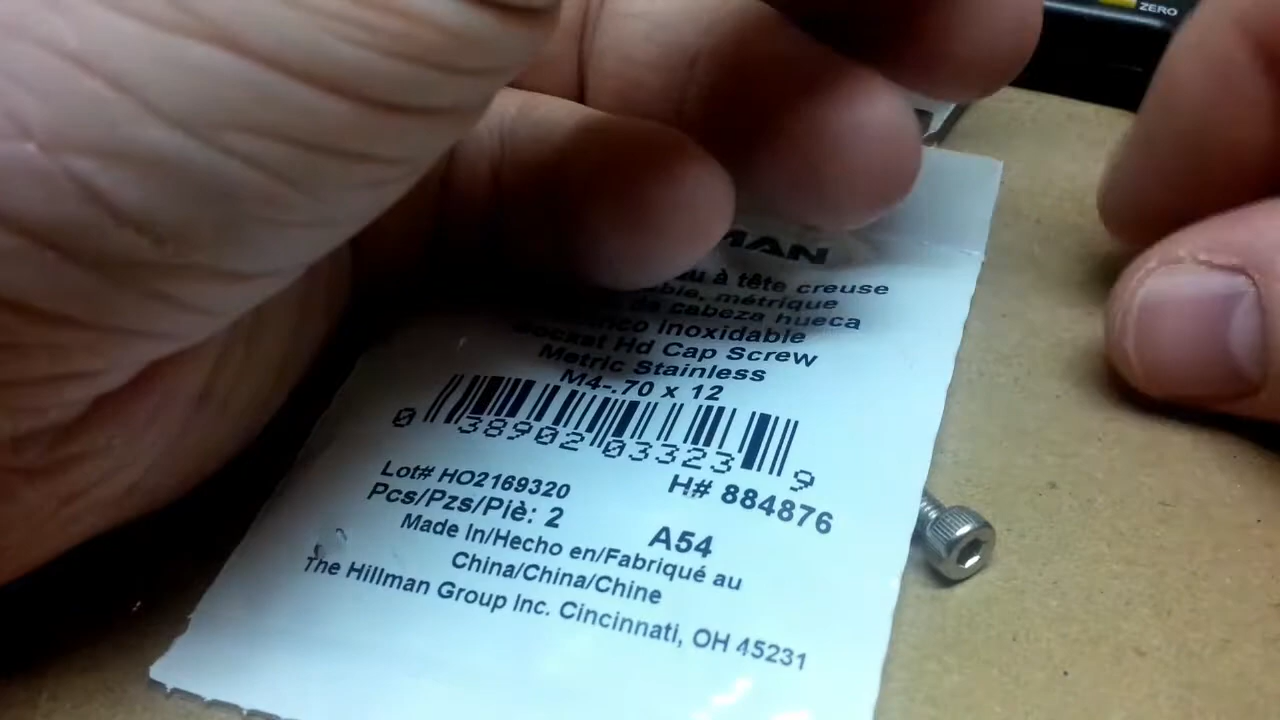 ZERO
MAN
à tête creuse
métrique
de cabeza hueca
inoxidable
Socket Hd Cap Screw
Metric Stainless
M4-.70 x 12
0 38902 03323 9
Lot# HO2169320 H# 884876
Pcs/Pzs/Piè: 2 A54
Made In/Hecho en/Fabriqué au
China/China/Chine
The Hillman Group Inc. Cincinnati, OH 45231